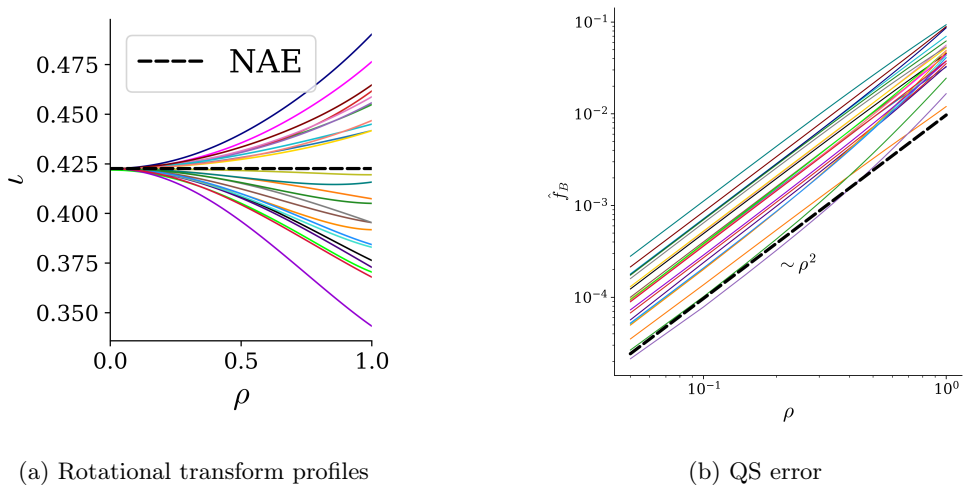 NAE
0.475
0.450
0.425
0.400
0.375
0.350
ι
0.0
0.5
1.0
ρ
(a) Rotational transform profiles
10⁻¹
10⁻²
10⁻³
10⁻⁴
f̂_B
∼ ρ²
10⁻¹
10⁰
ρ
(b) QS error